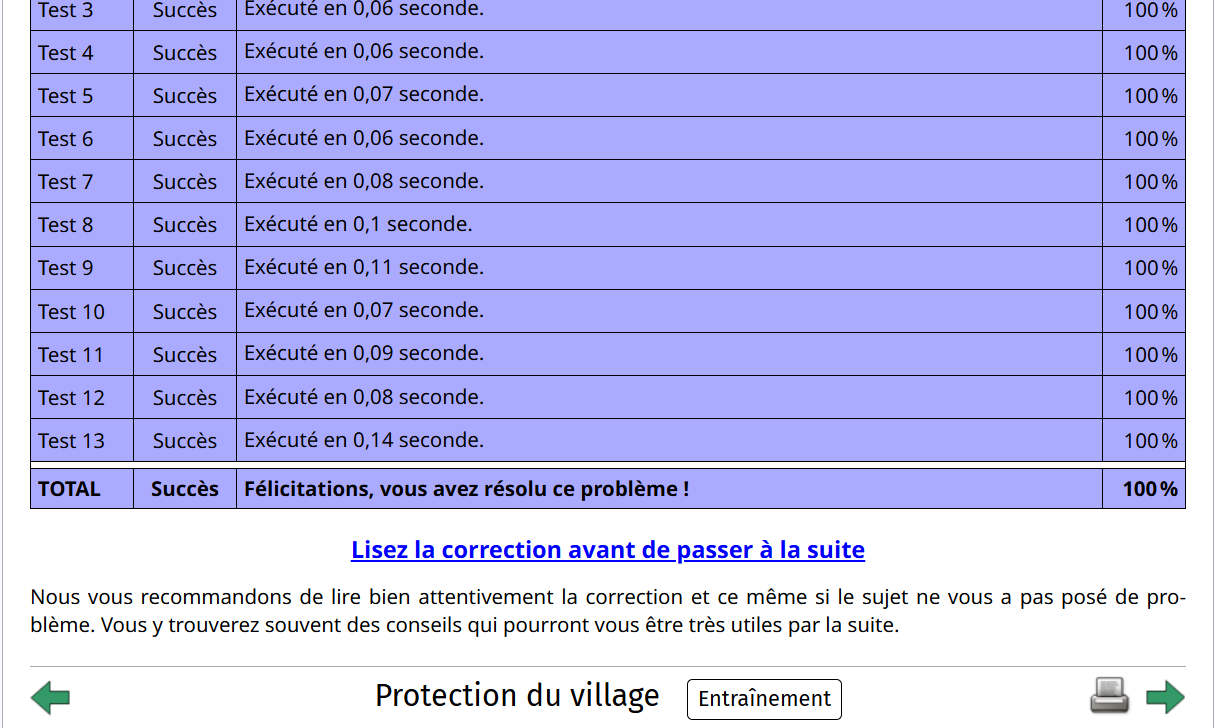 Test 3 Succès Exécuté en 0,06 seconde. 100 %
Test 4 Succès Exécuté en 0,06 seconde. 100 %
Test 5 Succès Exécuté en 0,07 seconde. 100 %
Test 6 Succès Exécuté en 0,06 seconde. 100 %
Test 7 Succès Exécuté en 0,08 seconde. 100 %
Test 8 Succès Exécuté en 0,1 seconde. 100 %
Test 9 Succès Exécuté en 0,11 seconde. 100 %
Test 10 Succès Exécuté en 0,07 seconde. 100 %
Test 11 Succès Exécuté en 0,09 seconde. 100 %
Test 12 Succès Exécuté en 0,08 seconde. 100 %
Test 13 Succès Exécuté en 0,14 seconde. 100 %
TOTAL Succès Félicitations, vous avez résolu ce problème ! 100 %
Lisez la correction avant de passer à la suite
Nous vous recommandons de lire bien attentivement la correction et ce même si le sujet ne vous a pas posé de pro-
blème. Vous y trouverez souvent des conseils qui pourront vous être très utiles par la suite.
Protection du village Entraînement